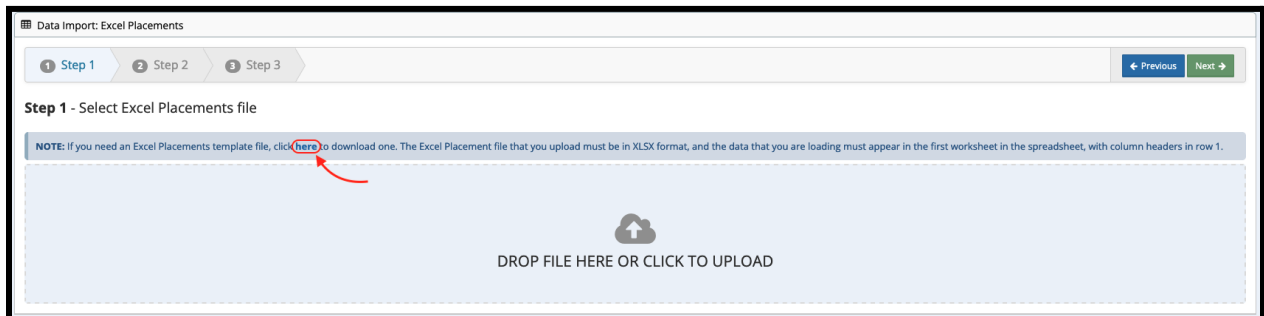 Data Import: Excel Placements
1 Step 1 2 Step 2 3 Step 3 Previous Next
Step 1 - Select Excel Placements file
NOTE: If you need an Excel Placements template file, click here to download one. The Excel Placement file that you upload must be in XLSX format, and the data that you are loading must appear in the first worksheet in the spreadsheet, with column headers in row 1.
DROP FILE HERE OR CLICK TO UPLOAD